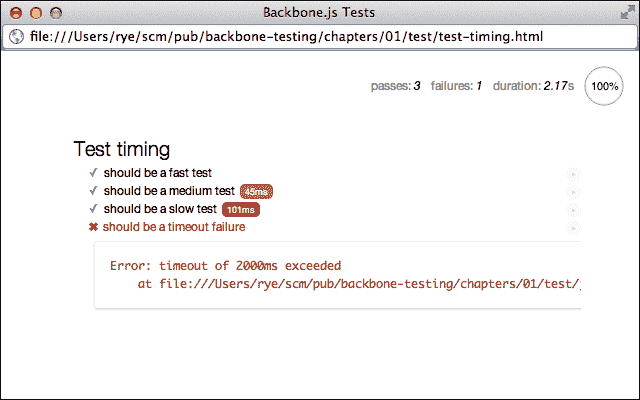 Backbone.js Tests
file:///Users/rye/scm/pub/backbone-testing/chapters/01/test/test-timing.html
passes: 3 failures: 1 duration: 2.17s 100%
Test timing
✓ should be a fast test
✓ should be a medium test 45ms
✓ should be a slow test 101ms
✖ should be a timeout failure
Error: timeout of 2000ms exceeded
at file:///Users/rye/scm/pub/backbone-testing/chapters/01/test/